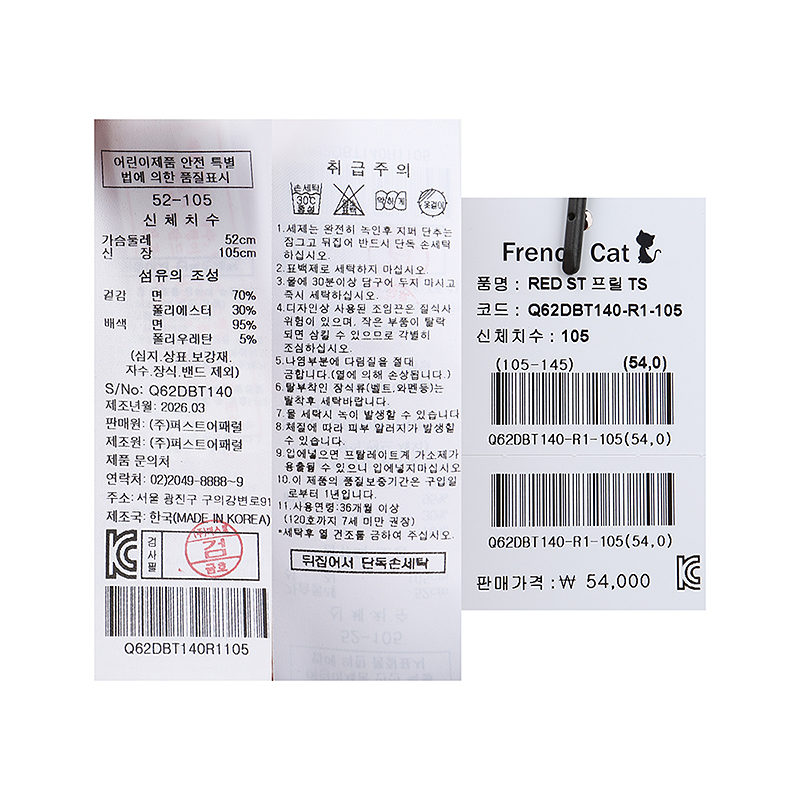 어린이제품 안전 특별
법에 의한 품질표시
52-105
신체치수
가슴둘레 52cm
신 장 105cm
섬유의 조성
겉감 면 70%
폴리에스터 30%
배색 면 95%
폴리우레탄 5%
(심지.상표.보강재.
자수.장식.밴드 제외)
S/No: Q62DBT140
제조년월: 2026.03
판매원: (주)퍼스트어패럴
제조원: (주)퍼스트어패럴
제품 문의처
연락처: 02)2049-8888~9
주소: 서울 광진구 구의강변로91
제조국: 한국(MADE IN KOREA)
검
사
필
검
금호
Q62DBT140R1105
취급주의
손세탁
30℃
중성
약하게
옷걸이
1.세제는 완전히 녹인후 지퍼 단추는
잠그고 뒤집어 반드시 단독 손세탁
하십시오.
2.표백제로 세탁하지 마십시오.
3.물에 30분이상 담구어 두지 마시고
즉시 세탁하십시오.
4.디자인상 사용된 조임끈은 질식사
위험이 있으며, 작은 부품이 탈락
되면 삼킬 수 있으므로 각별히
조심하십시오.
5.나염부분에 다림질을 절대
금합니다.(열에 의해 손상됩니다.)
6.탈부착인 장식류(벨트.와펜등)는
탈착후 세탁바랍니다.
7.물 세탁시 녹이 발생할 수 있습니다
8.체질에 따라 피부 알러지가 발생할
수 있습니다.
9.입에넣으면 프탈레이트계 가소제가
용출될 수 있으니 입에넣지마십시오
10.이 제품의 품질보증기간은 구입일
로부터 1년입니다.
11.사용연령:36개월 이상
(120호까지 7세 미만 권장)
*세탁후 열 건조를 금하여 주십시오.
뒤집어서 단독손세탁
French Cat
품명 : RED ST 프릴 TS
코드 : Q62DBT140-R1-105
신체치수 : 105
(105-145) (54,0)
Q62DBT140-R1-105(54,0)
Q62DBT140-R1-105(54,0)
판매가격 : ₩ 54,000